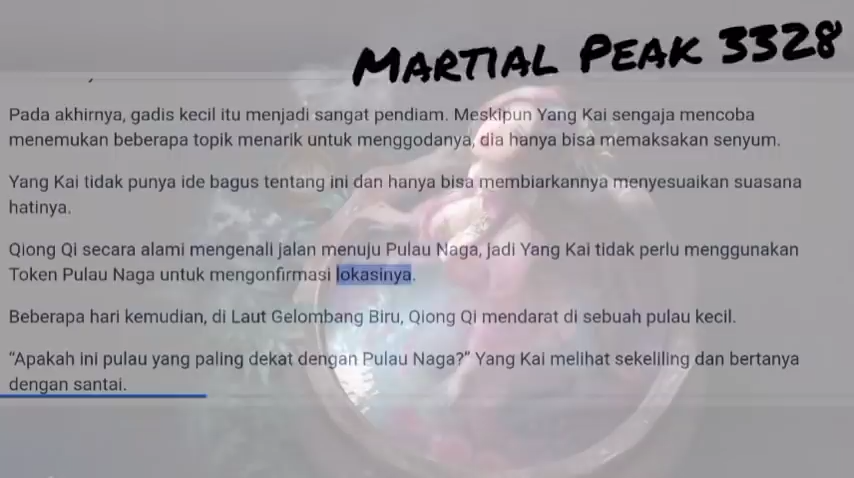 MARTIAL PEAK 3328
Pada akhirnya, gadis kecil itu menjadi sangat pendiam. Meskipun Yang Kai sengaja mencoba
menemukan beberapa topik menarik untuk menggodanya, dia hanya bisa memaksakan senyum.
Yang Kai tidak punya ide bagus tentang ini dan hanya bisa membiarkannya menyesuaikan suasana
hatinya.
Qiong Qi secara alami mengenali jalan menuju Pulau Naga, jadi Yang Kai tidak perlu menggunakan
Token Pulau Naga untuk mengonfirmasi lokasinya.
Beberapa hari kemudian, di Laut Gelombang Biru, Qiong Qi mendarat di sebuah pulau kecil.
“Apakah ini pulau yang paling dekat dengan Pulau Naga?” Yang Kai melihat sekeliling dan bertanya
dengan santai.